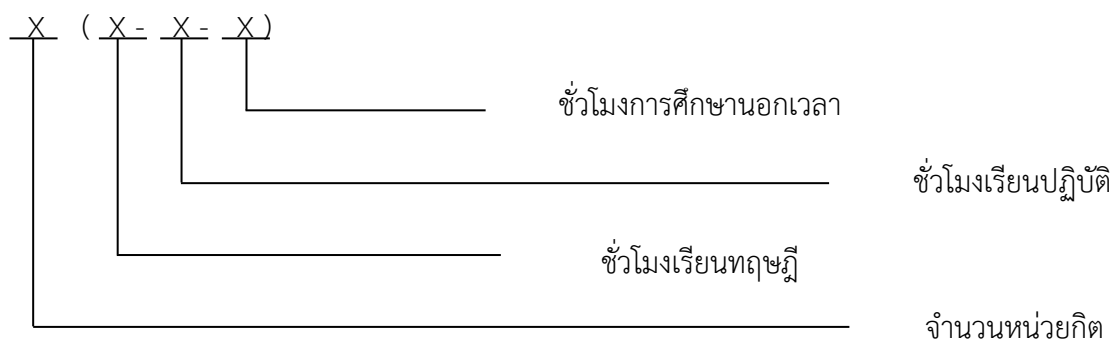 X (X- X- X)
ชั่วโมงการศึกษานอกเวลา
ชั่วโมงเรียนปฏิบัติ
ชั่วโมงเรียนทฤษฎี
จำนวนหน่วยกิต